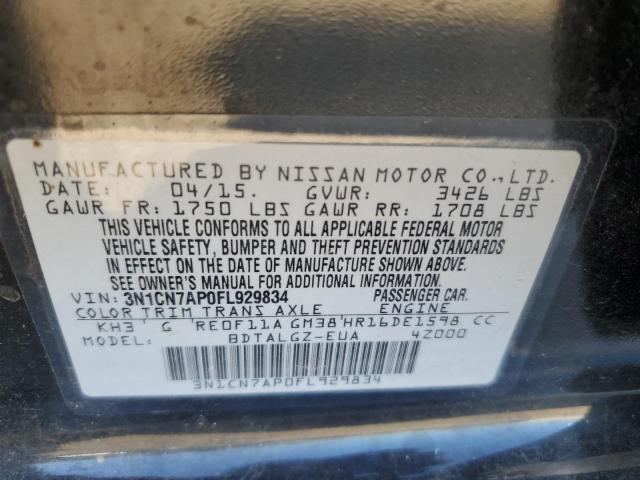 MANUFACTURED BY NISSAN MOTOR CO.,LTD.
DATE: 04/15. GVWR: 3426 LBS
GAWR FR: 1750 LBS GAWR RR: 1708 LBS
THIS VEHICLE CONFORMS TO ALL APPLICABLE FEDERAL MOTOR
VEHICLE SAFETY, BUMPER AND THEFT PREVENTION STANDARDS
IN EFFECT ON THE DATE OF MANUFACTURE SHOWN ABOVE.
SEE OWNER'S MANUAL FOR ADDITIONAL INFORMATION.
VIN: 3N1CN7AP0FL929834 PASSENGER CAR.
COLOR TRIM TRANS AXLE ENGINE
KH3' G 'RE0F11A GM38'HR16DE1598 CC
MODEL: BDTALGZ-EUA 4Z000
3N1CN7AP0FL929834